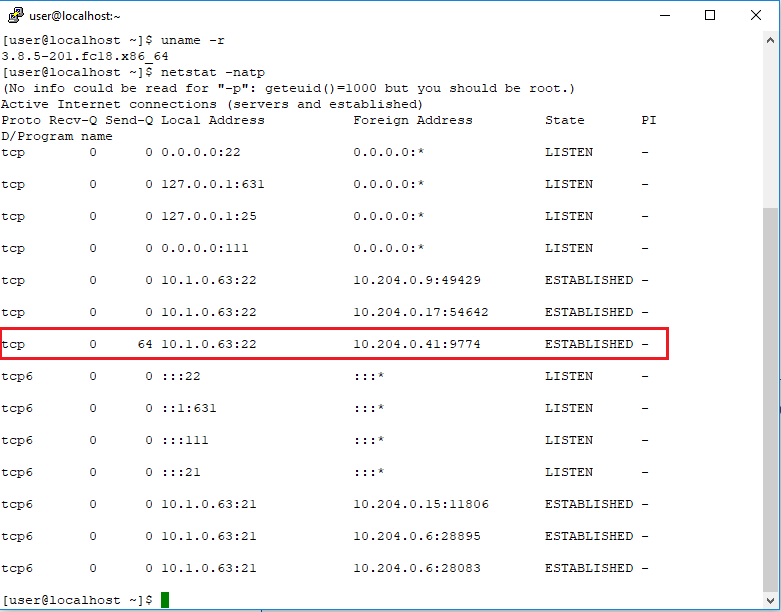 user@localhost:~
[user@localhost ~]$ uname -r
3.8.5-201.fc18.x86_64
[user@localhost ~]$ netstat -natp
(No info could be read for "-p": geteuid()=1000 but you should be root.)
Active Internet connections (servers and established)
Proto Recv-Q Send-Q Local Address           Foreign Address         State       PI
D/Program name
tcp        0      0 0.0.0.0:22              0.0.0.0:*               LISTEN      -
tcp        0      0 127.0.0.1:631           0.0.0.0:*               LISTEN      -
tcp        0      0 127.0.0.1:25            0.0.0.0:*               LISTEN      -
tcp        0      0 0.0.0.0:111             0.0.0.0:*               LISTEN      -
tcp        0      0 10.1.0.63:22            10.204.0.9:49429        ESTABLISHED -
tcp        0      0 10.1.0.63:22            10.204.0.17:54642       ESTABLISHED -
tcp        0     64 10.1.0.63:22            10.204.0.41:9774        ESTABLISHED -
tcp6       0      0 :::22                   :::*                    LISTEN      -
tcp6       0      0 ::1:631                 :::*                    LISTEN      -
tcp6       0      0 :::111                  :::*                    LISTEN      -
tcp6       0      0 :::21                   :::*                    LISTEN      -
tcp6       0      0 10.1.0.63:21            10.204.0.15:11806       ESTABLISHED -
tcp6       0      0 10.1.0.63:21            10.204.0.6:28895        ESTABLISHED -
tcp6       0      0 10.1.0.63:21            10.204.0.6:28083        ESTABLISHED -
[user@localhost ~]$